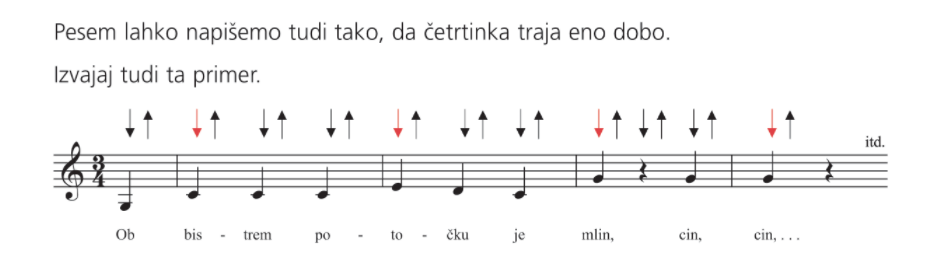 Pesem lahko napišemo tudi tako, da četrtinka traja eno dobo.
Izvajaj tudi ta primer.
itd.
3
4
Ob bis - trem po - to - čku je mlin, cin, cin, . . .